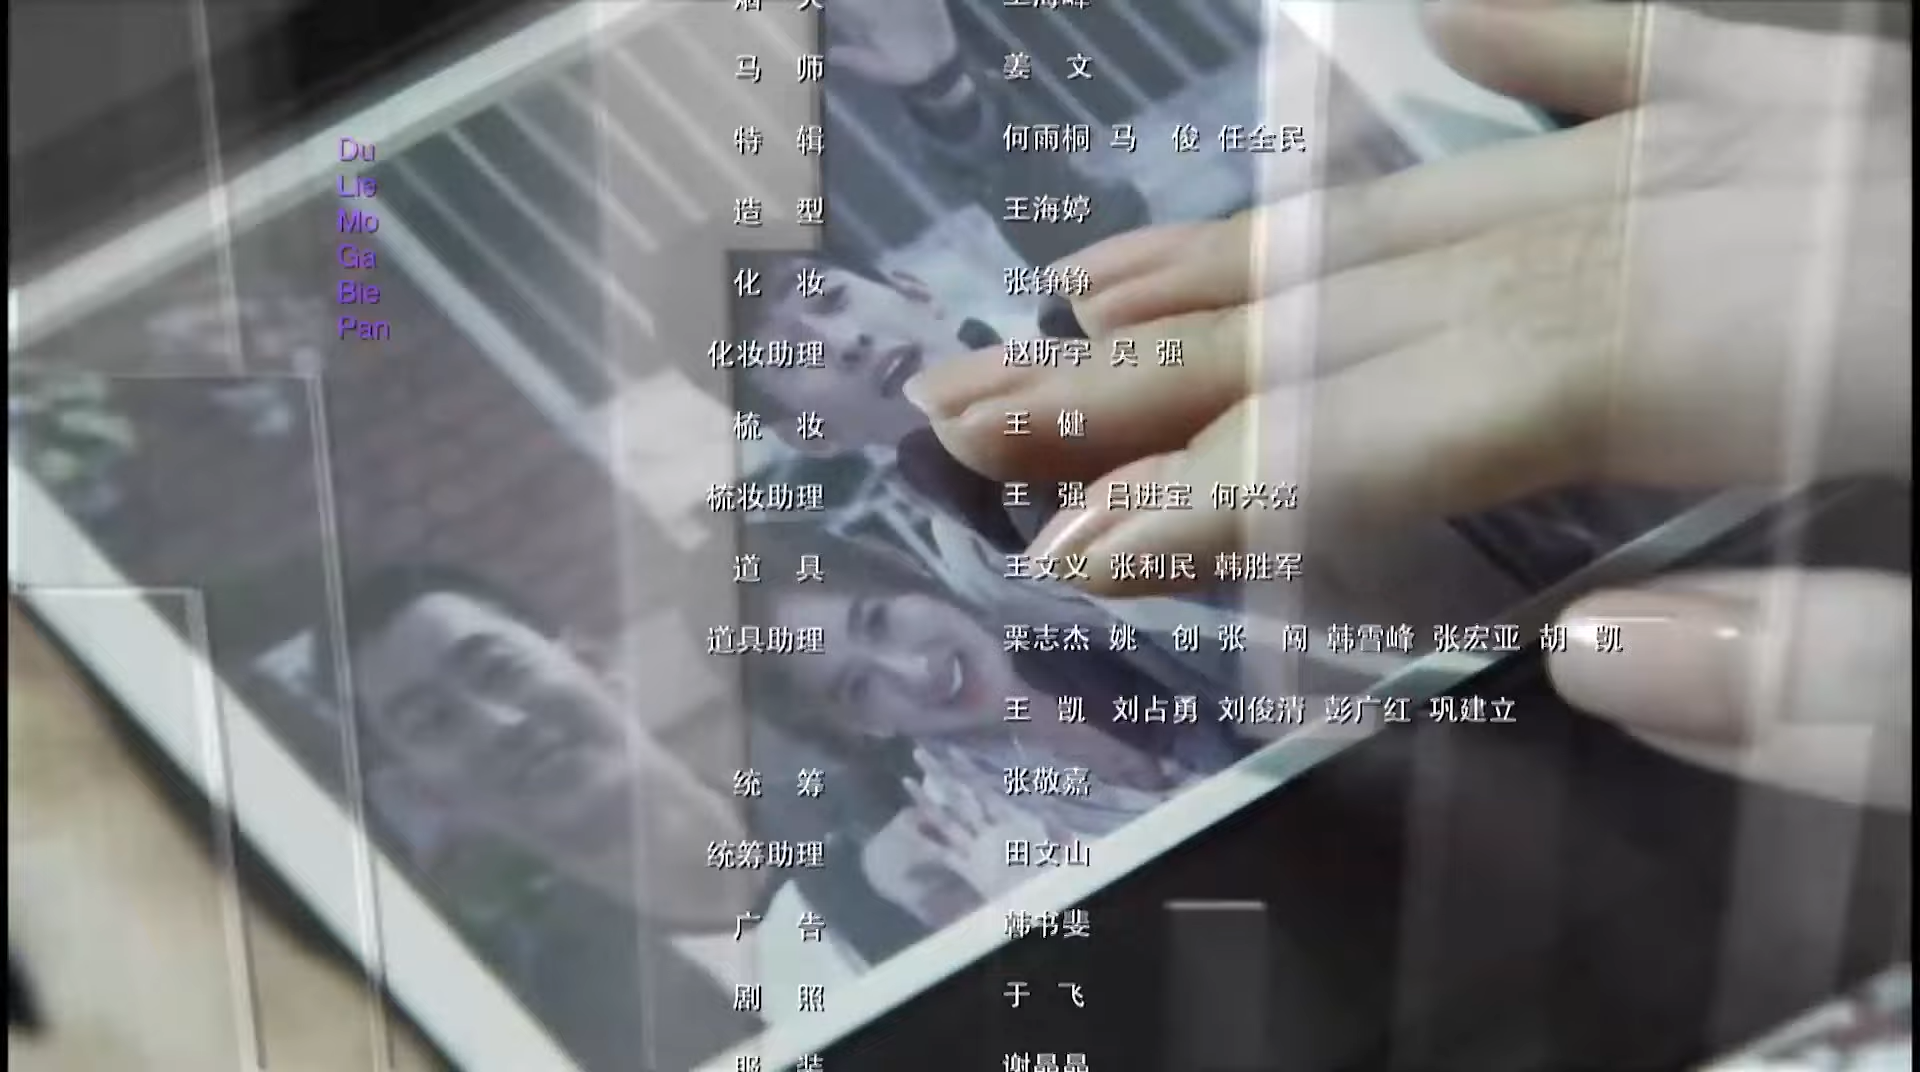 马 师 姜 文
特 辑 何雨桐 马 俊 任全民
造 型 王海婷
化 妆 张铮铮
化妆助理 赵昕宇 吴 强
梳 妆 王 健
梳妆助理 王 强 吕进宝 何兴亮
道 具 王文义 张利民 韩胜军
道具助理 栗志杰 姚 创 张 闯 韩雪峰 张宏亚 胡 凯
王 凯 刘占勇 刘俊清 彭广红 巩建立
统 筹 张敬嘉
统筹助理 田文山
广 告 韩书斐
剧 照 于 飞
服 装 谢晶晶
Du
Lie
Mo
Ga
Bie
Pan